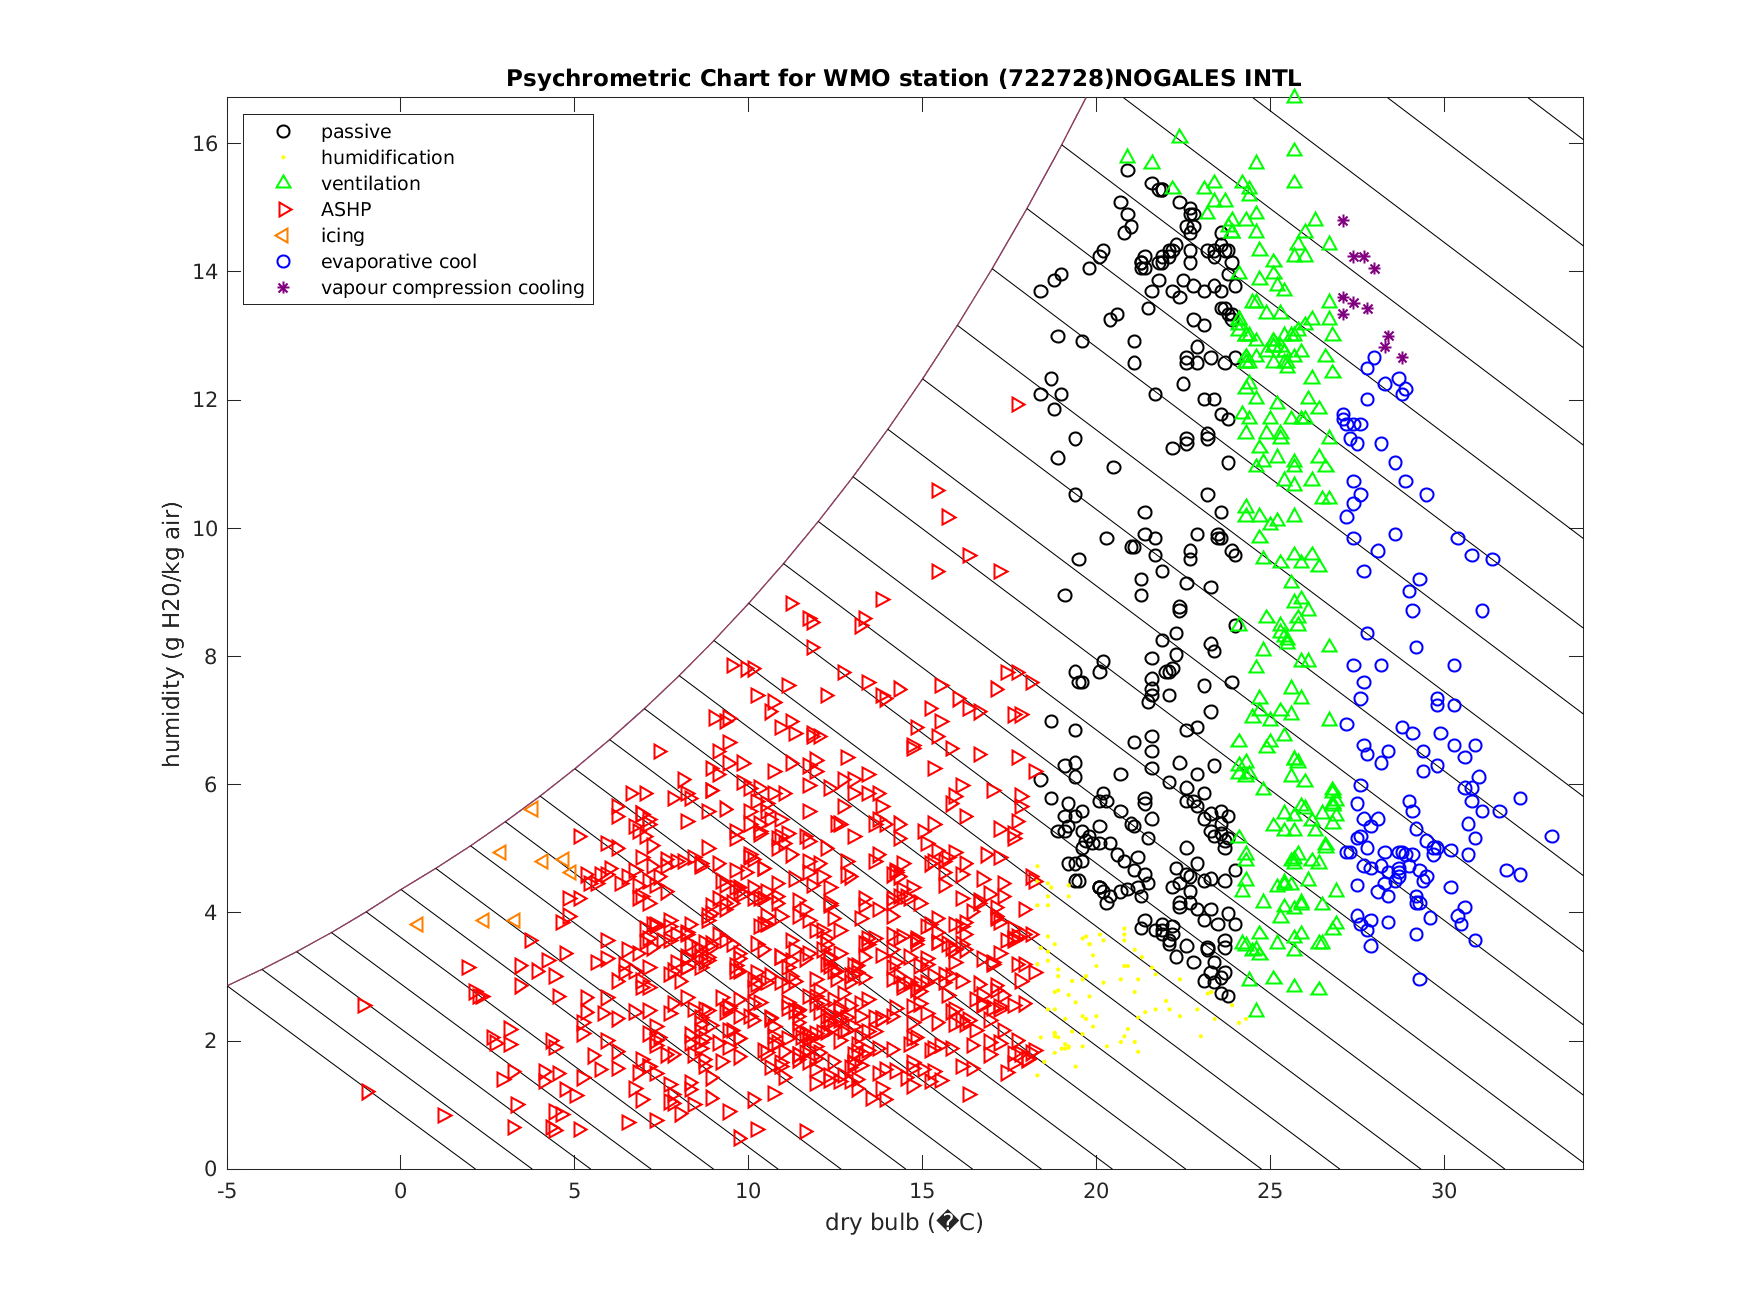 Psychrometric Chart for WMO station (722728)NOGALES INTL
passive
humidification
ventilation
ASHP
icing
evaporative cool
vapour compression cooling
humidity (g H20/kg air)
16
14
12
10
8
6
4
2
0
-5 0 5 10 15 20 25 30
dry bulb (�C)